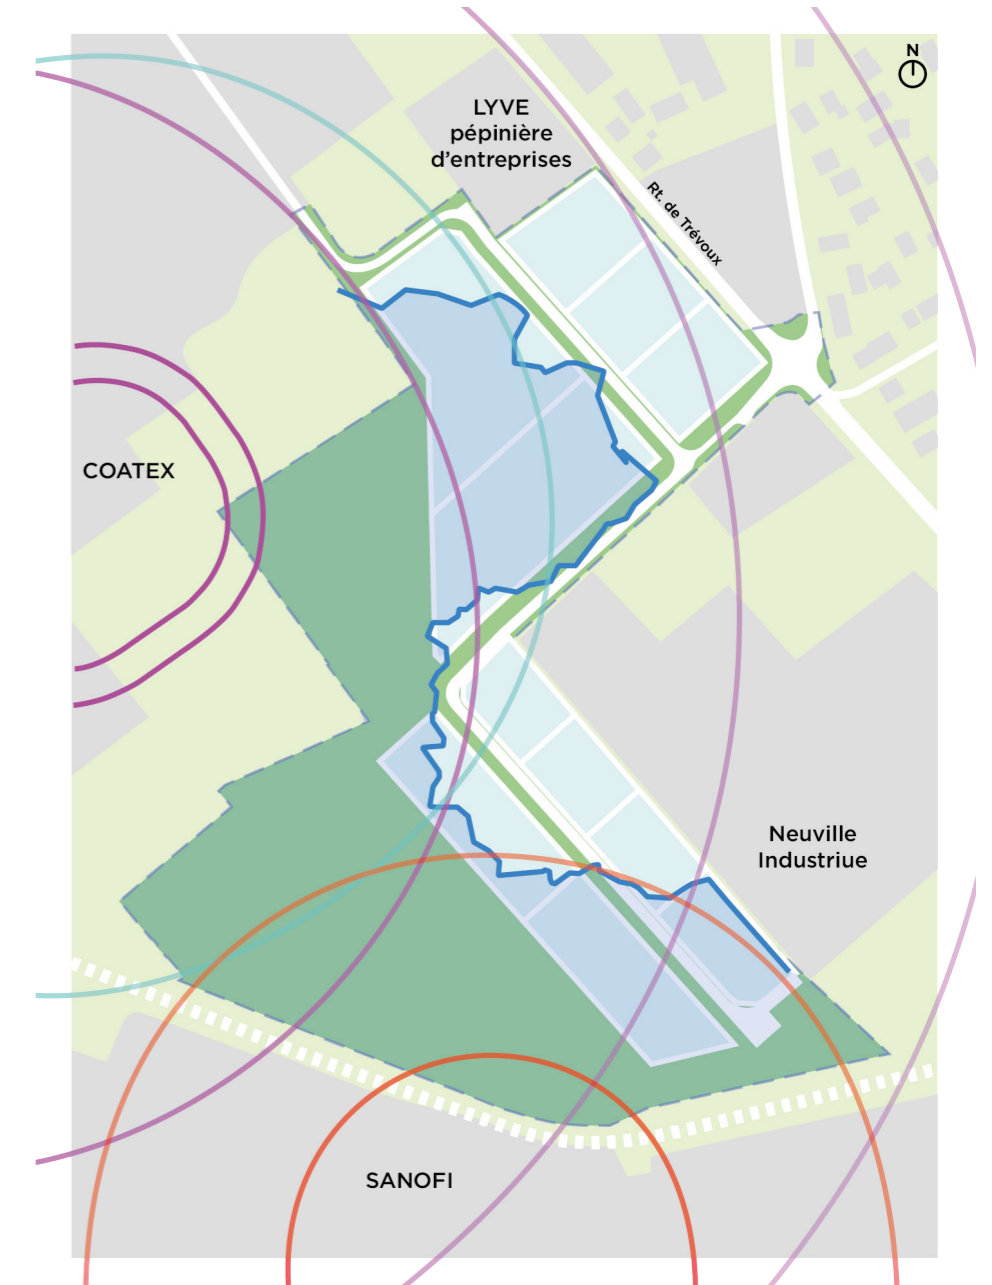 N
LYVE
pépinière
d'entreprises
Rt. de Trévoux
COATEX
Neuville
Industriue
SANOFI